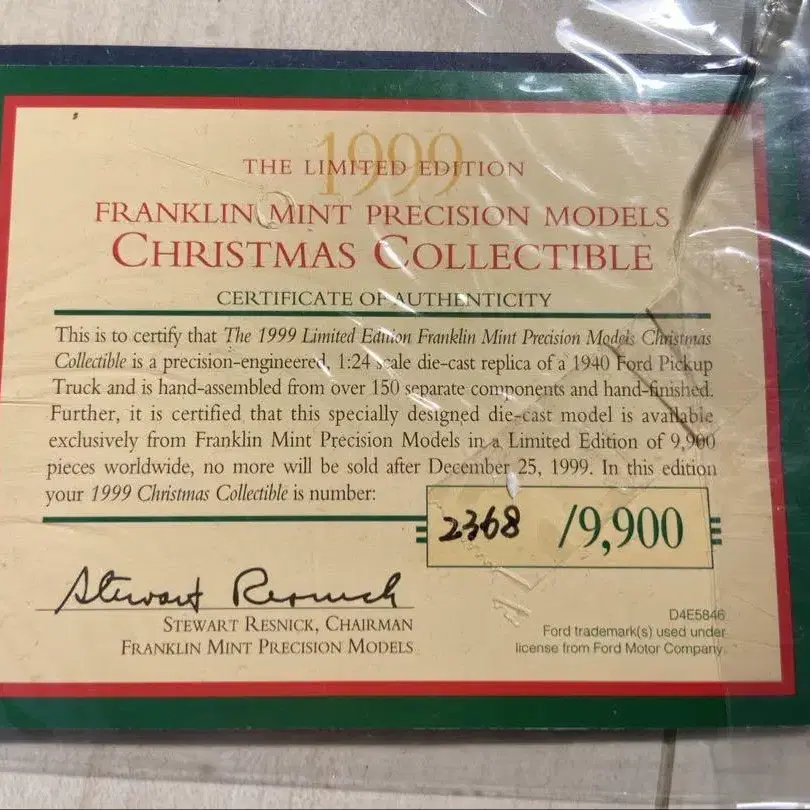 1999
THE LIMITED EDITION
FRANKLIN MINT PRECISION MODELS
CHRISTMAS COLLECTIBLE
CERTIFICATE OF AUTHENTICITY
This is to certify that The 1999 Limited Edition Franklin Mint Precision Models Christmas
Collectible is a precision-engineered, 1:24 scale die-cast replica of a 1940 Ford Pickup
Truck and is hand-assembled from over 150 separate components and hand-finished.
Further, it is certified that this specially designed die-cast model is available
exclusively from Franklin Mint Precision Models in a Limited Edition of 9,900
pieces worldwide, no more will be sold after December 25, 1999. In this edition
your 1999 Christmas Collectible is number:
2368 /9,900
Stewart Resnick
STEWART RESNICK, CHAIRMAN
FRANKLIN MINT PRECISION MODELS
D4E5846
Ford trademark(s) used under
license from Ford Motor Company.